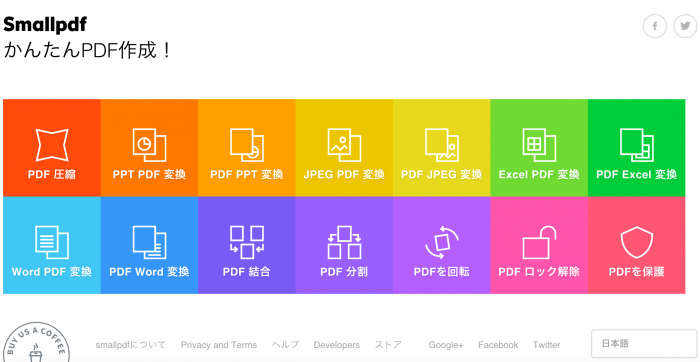 Smallpdf
かんたんPDF作成！
PDF 圧縮
PPT PDF 変換
PDF PPT 変換
JPEG PDF 変換
PDF JPEG 変換
Excel PDF 変換
PDF Excel 変換
Word PDF 変換
PDF Word 変換
PDF 結合
PDF 分割
PDFを回転
PDF ロック解除
PDFを保護
BUY US A COFFEE
smallpdfについて
Privacy and Terms
ヘルプ
Developers
ストア
Google+
Facebook
Twitter
日本語